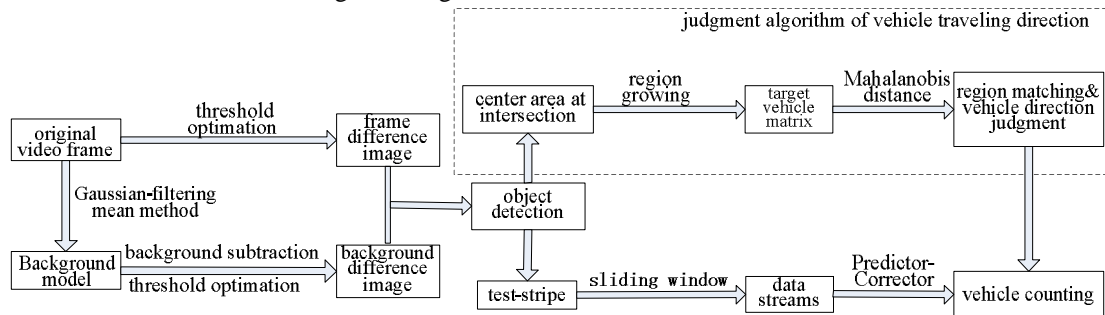 judgment algorithm of vehicle traveling direction
original
video frame
threshold
optimation
frame
difference
image
Gaussian-filtering
mean method
Background
model
background subtraction
threshold optimation
background
difference
image
object
detection
center area at
intersection
region
growing
target
vehicle
matrix
Mahalanobis
distance
region matching&
vehicle direction
judgment
test-stripe
sliding window
data
streams
Predictor-
Corrector
vehicle counting